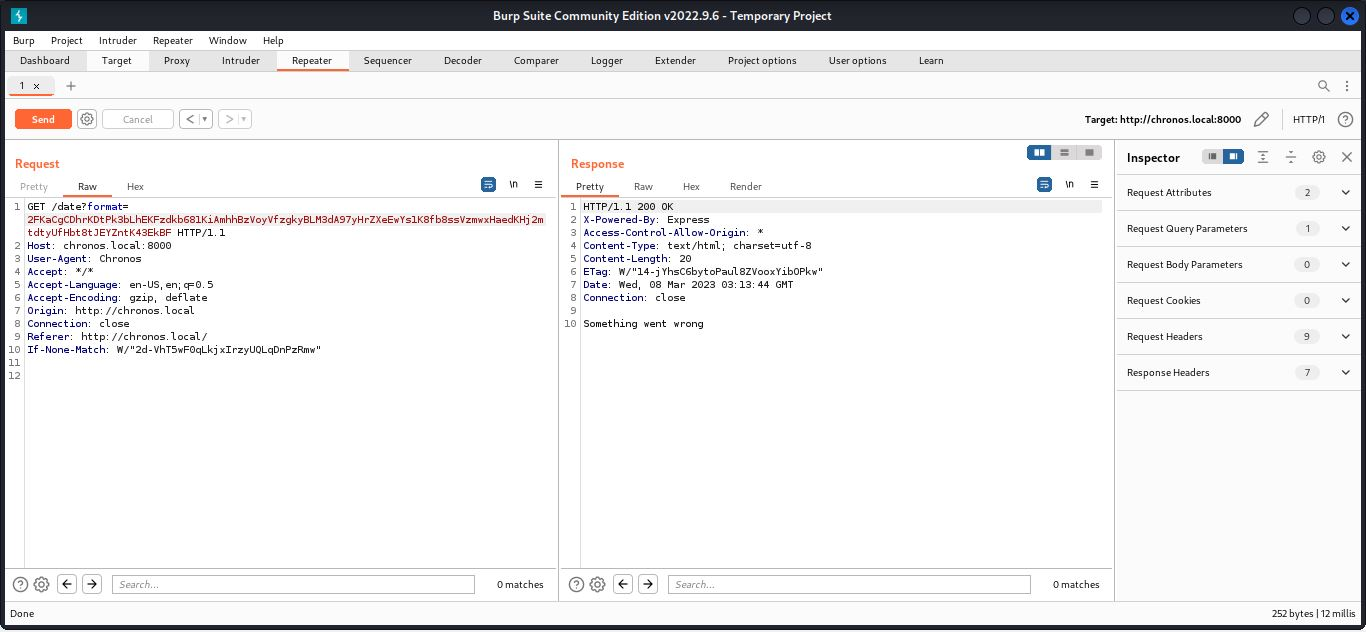 Burp Suite Community Edition v2022.9.6 - Temporary Project
Burp Project Intruder Repeater Window Help
Dashboard Target Proxy Intruder Repeater Sequencer Decoder Comparer Logger Extender Project options User options Learn
1 ×
Send Cancel < >
Target: http://chronos.local:8000 HTTP/1
Request
Pretty Raw Hex \n
1 GET /date?format=
2FKaCgCDhrKDtPk3bLhEKFzdkb681KiAmhhBzVoyVfzgkyBLM3dA97yHrZXeEwYs1K8fb8ssVzmwxHaedKHj2m
tdtyUfHbt8tJEYZntK43EkBF HTTP/1.1
2 Host: chronos.local:8000
3 User-Agent: Chronos
4 Accept: */*
5 Accept-Language: en-US,en;q=0.5
6 Accept-Encoding: gzip, deflate
7 Origin: http://chronos.local
8 Connection: close
9 Referer: http://chronos.local/
10 If-None-Match: W/"2d-VhT5wF0qLkjxIrzyUQLqDnPzRmw"
11
12
Search...
0 matches
Response
Pretty Raw Hex Render \n
1 HTTP/1.1 200 OK
2 X-Powered-By: Express
3 Access-Control-Allow-Origin: *
4 Content-Type: text/html; charset=utf-8
5 Content-Length: 20
6 ETag: W/"14-jYhsC6bytoPaul8ZVooxYibOPkw"
7 Date: Wed, 08 Mar 2023 03:13:44 GMT
8 Connection: close
9
10 Something went wrong
Search...
0 matches
Inspector
Request Attributes 2
Request Query Parameters 1
Request Body Parameters 0
Request Cookies 0
Request Headers 9
Response Headers 7
Done
252 bytes | 12 millis